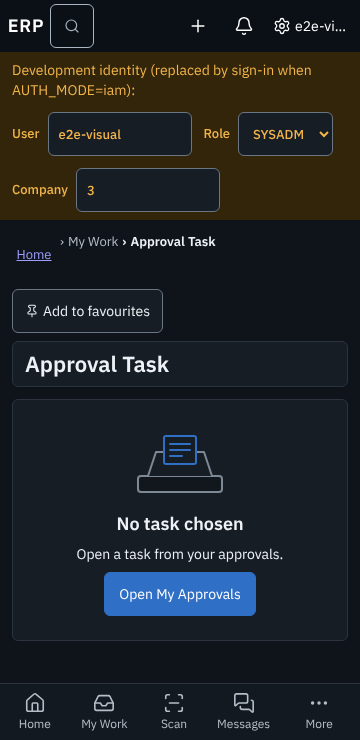 ERP
e2e-vi...
Development identity (replaced by sign-in when
AUTH_MODE=iam):
User e2e-visual Role SYSADM
Company 3
Home › My Work › Approval Task
Add to favourites
Approval Task
No task chosen
Open a task from your approvals.
Open My Approvals
Home My Work Scan Messages More